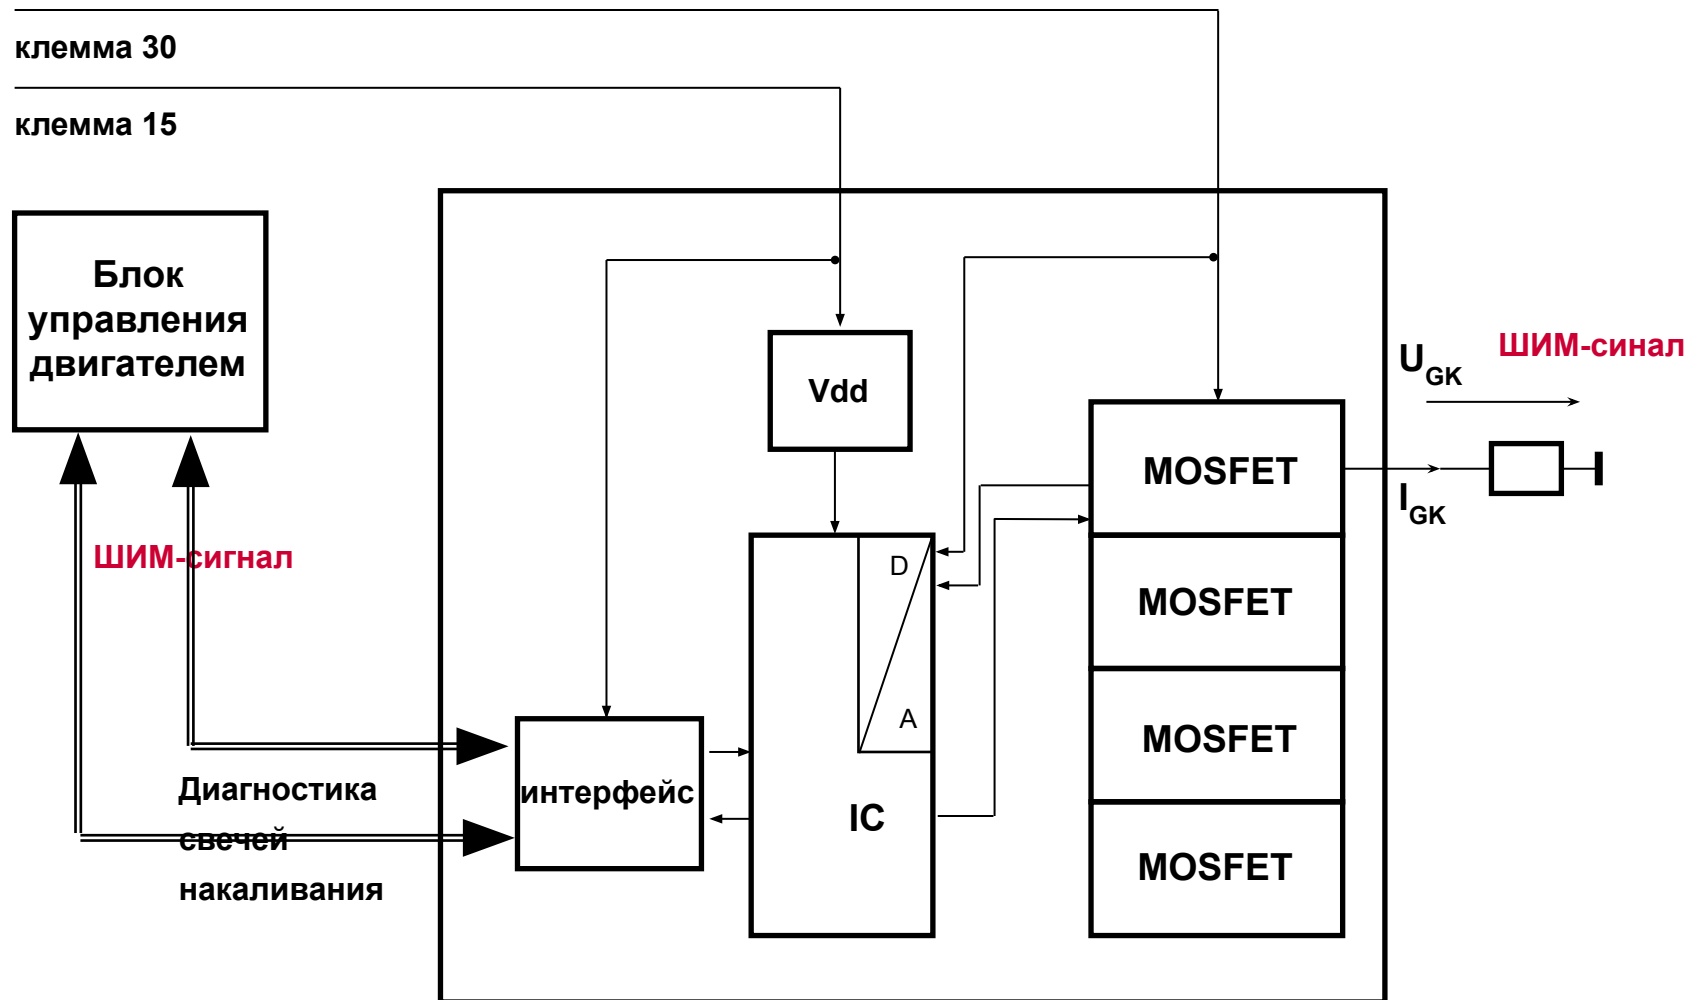 клемма 30
клемма 15
Блок
управления
двигателем
ШИМ-сигнал
Диагностика
свечей
накаливания
интерфейс
Vdd
D
A
IC
MOSFET
MOSFET
MOSFET
MOSFET
UGK
IGK
ШИМ-синал